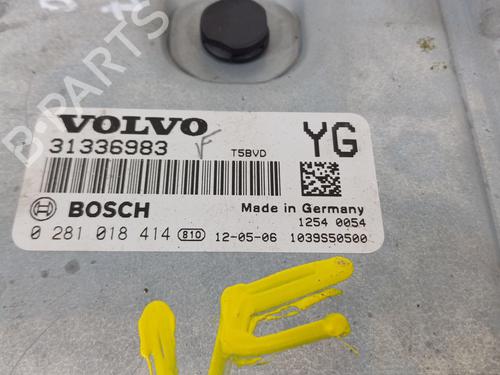 B-PARTS
VOLVO YG
31336983 F T5BVD
BOSCH Made in Germany
1254 0054
0 281 018 414 810 12-05-06 1039S50500